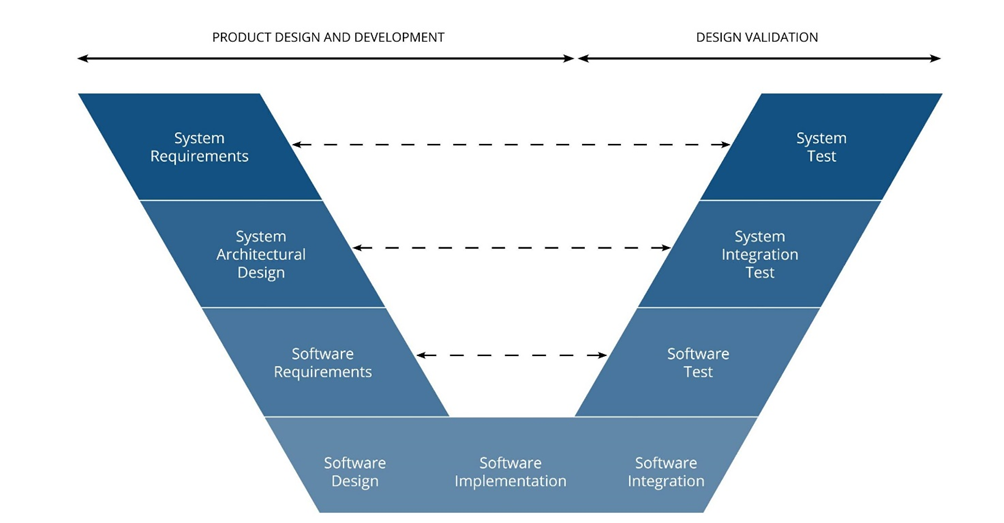 PRODUCT DESIGN AND DEVELOPMENT
DESIGN VALIDATION
System
Requirements
System
Test
System
Architectural
Design
System
Integration
Test
Software
Requirements
Software
Test
Software
Design
Software
Implementation
Software
Integration